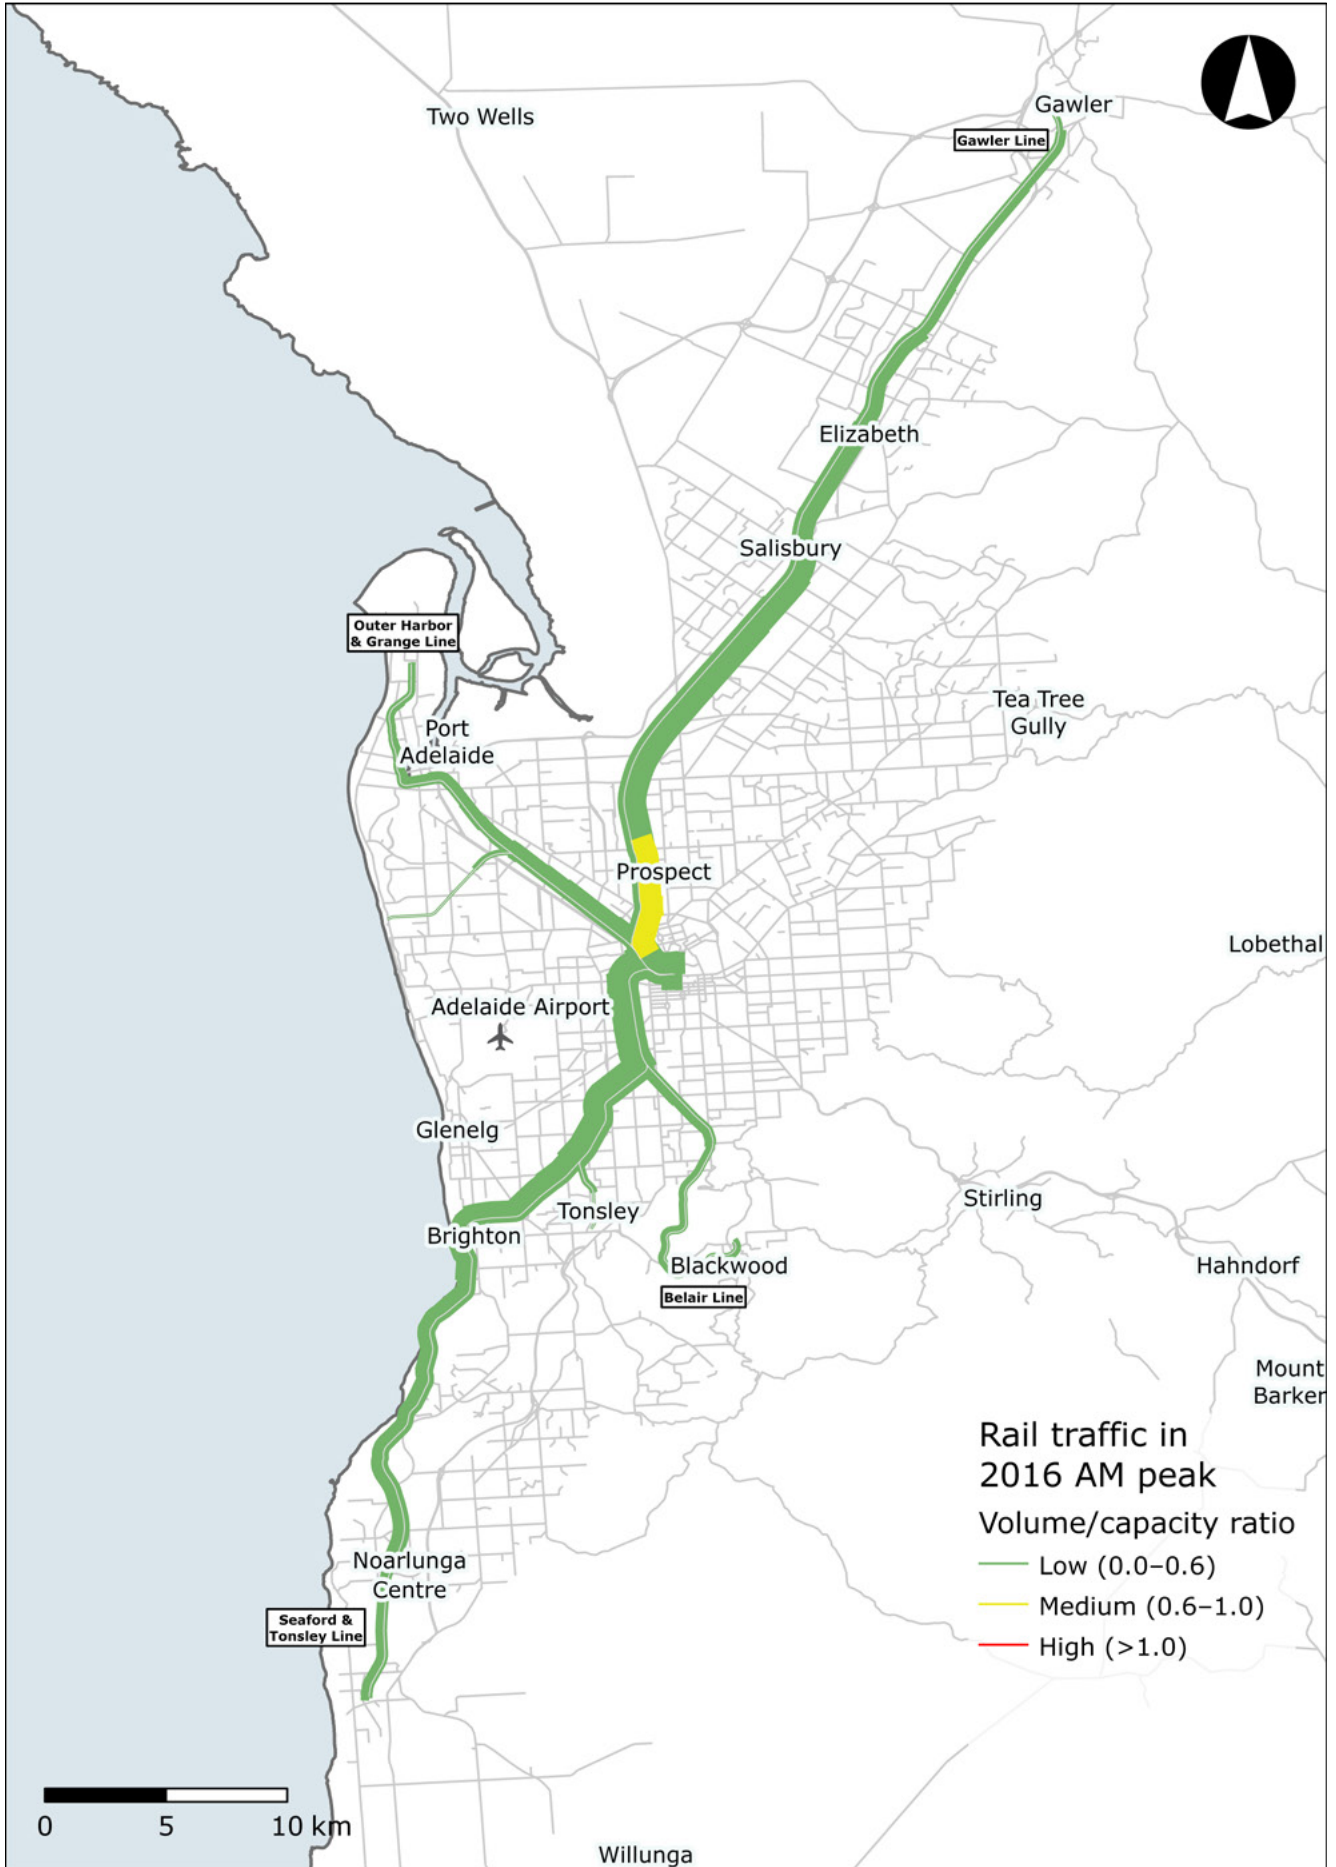 Gawler
Two Wells
Gawler Line
Elizabeth
Salisbury
Outer Harbor
& Grange Line
Tea Tree
Gully
Port
Adelaide
Prospect
Lobethal
Adelaide Airport
Glenelg
Stirling
Tonsley
Brighton
Blackwood
Hahndorf
Belair Line
Mount
Barker
Rail traffic in
2016 AM peak
Volume/capacity ratio
Low (0.0–0.6)
Medium (0.6–1.0)
High (>1.0)
Noarlunga
Centre
Seaford &
Tonsley Line
0 5 10 km
Willunga